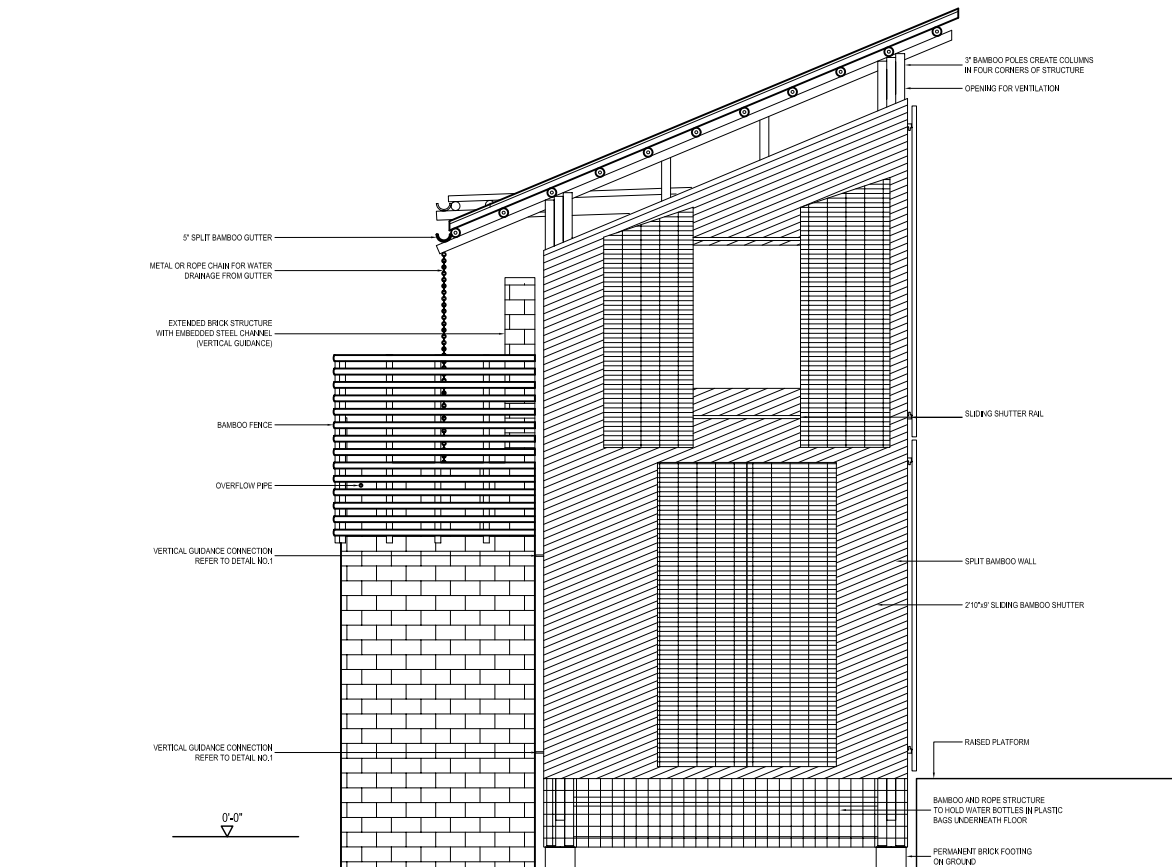 3" BAMBOO POLES CREATE COLUMNS
IN FOUR CORNERS OF STRUCTURE
OPENING FOR VENTILATION
5" SPLIT BAMBOO GUTTER
METAL OR ROPE CHAIN FOR WATER
DRAINAGE FROM GUTTER
EXTENDED BRICK STRUCTURE
WITH EMBEDDED STEEL CHANNEL
(VERTICAL GUIDANCE)
SLIDING SHUTTER RAIL
BAMBOO FENCE
OVERFLOW PIPE
VERTICAL GUIDANCE CONNECTION
REFER TO DETAIL NO.1
SPLIT BAMBOO WALL
2'10"x9' SLIDING BAMBOO SHUTTER
VERTICAL GUIDANCE CONNECTION
REFER TO DETAIL NO.1
RAISED PLATFORM
BAMBOO AND ROPE STRUCTURE
TO HOLD WATER BOTTLES IN PLASTIC
BAGS UNDERNEATH FLOOR
0'-0"
PERMANENT BRICK FOOTING
ON GROUND